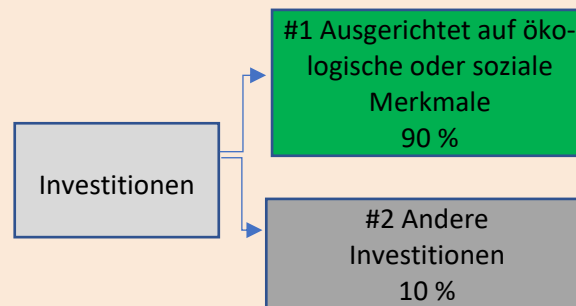 Investitionen
#1 Ausgerichtet auf öko-
logische oder soziale
Merkmale
90 %
#2 Andere
Investitionen
10 %